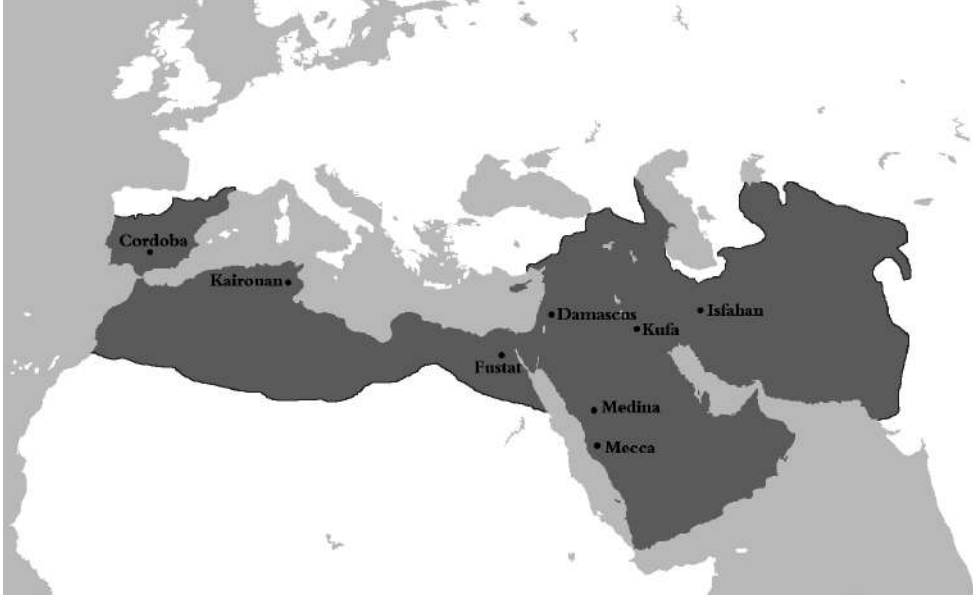 Cordoba
Kairouan
Damascus
Isfahan
Kufa
Fustat
Medina
Mecca